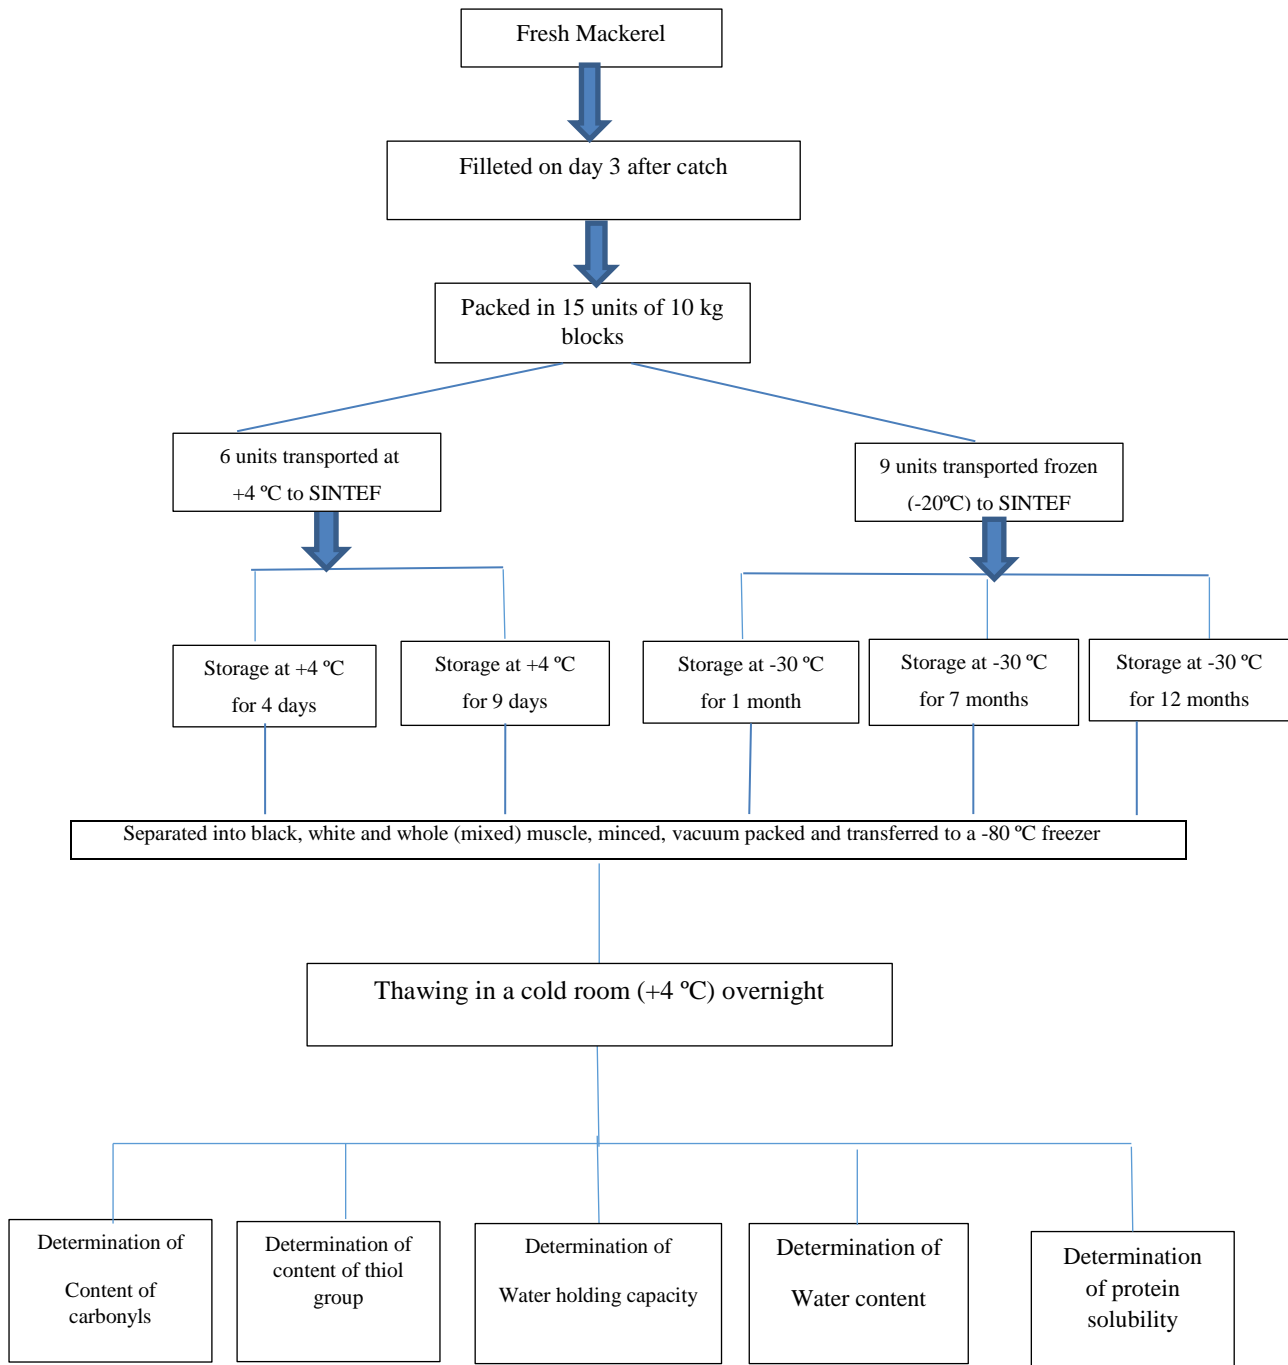 Fresh Mackerel
Filleted on day 3 after catch
Packed in 15 units of 10 kg
blocks
6 units transported at
+4 ºC to SINTEF
9 units transported frozen
(-20ºC) to SINTEF
Storage at +4 ºC
for 4 days
Storage at +4 ºC
for 9 days
Storage at -30 ºC
for 1 month
Storage at -30 ºC
for 7 months
Storage at -30 ºC
for 12 months
Separated into black, white and whole (mixed) muscle, minced, vacuum packed and transferred to a -80 ºC freezer
Thawing in a cold room (+4 ºC) overnight
Determination of
Content of
carbonyls
Determination of
content of thiol
group
Determination of
Water holding capacity
Determination of
Water content
Determination
of protein
solubility